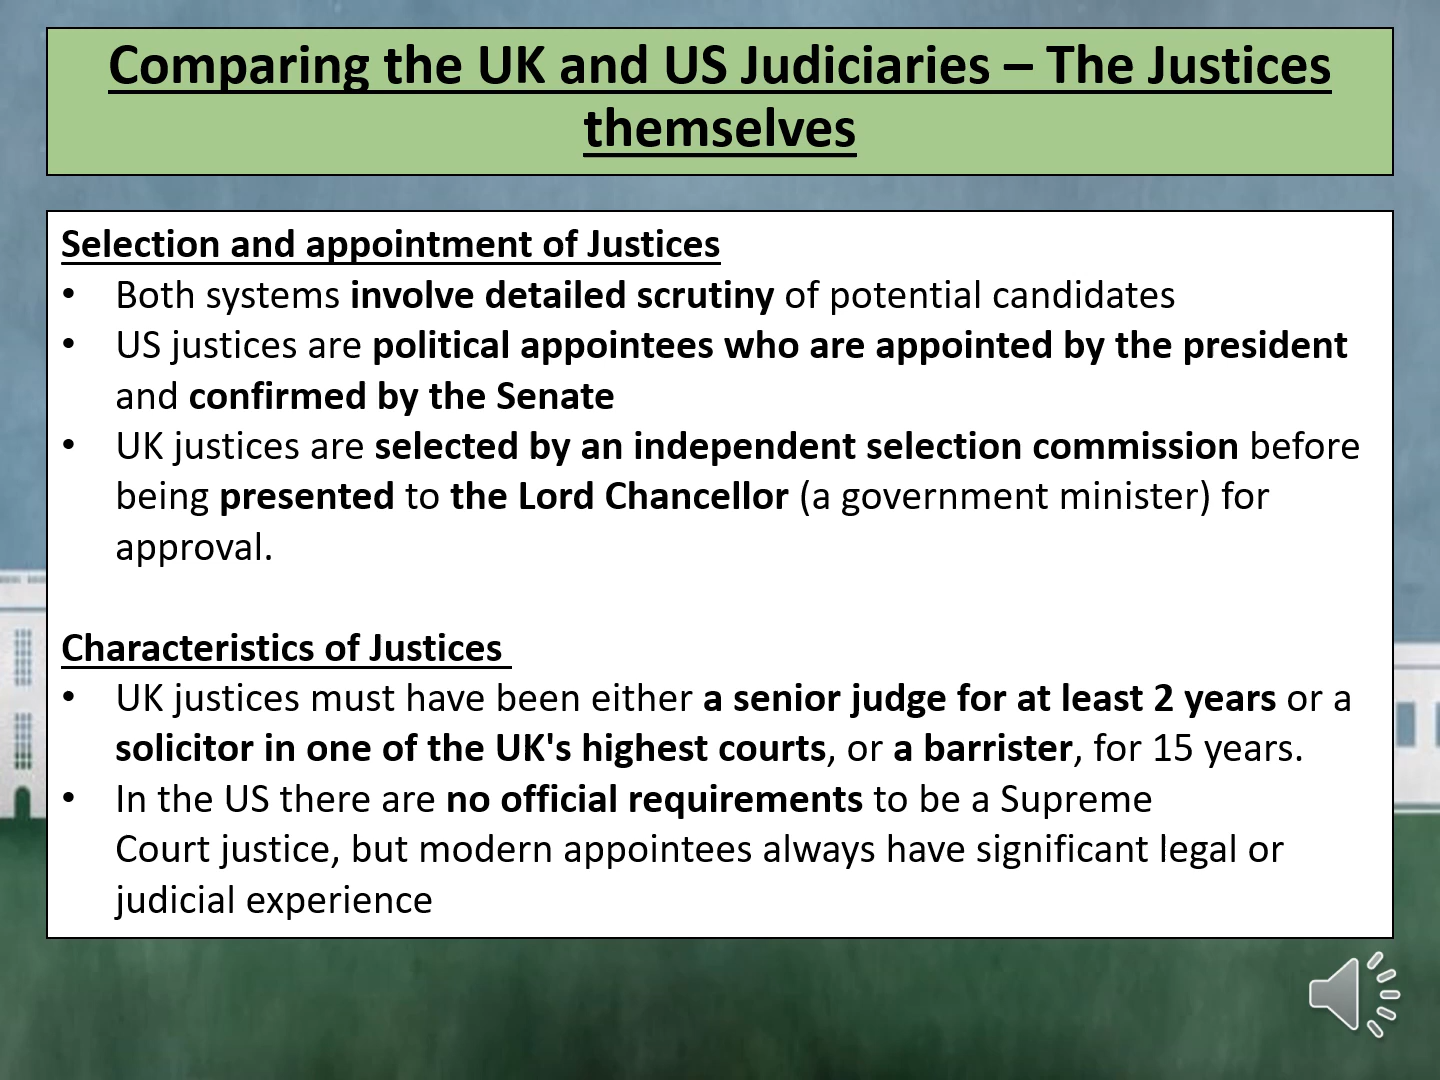 Comparing the UK and US Judiciaries – The Justices
themselves
Selection and appointment of Justices
• Both systems involve detailed scrutiny of potential candidates
• US justices are political appointees who are appointed by the president
and confirmed by the Senate
• UK justices are selected by an independent selection commission before
being presented to the Lord Chancellor (a government minister) for
approval.
Characteristics of Justices
• UK justices must have been either a senior judge for at least 2 years or a
solicitor in one of the UK's highest courts, or a barrister, for 15 years.
• In the US there are no official requirements to be a Supreme
Court justice, but modern appointees always have significant legal or
judicial experience